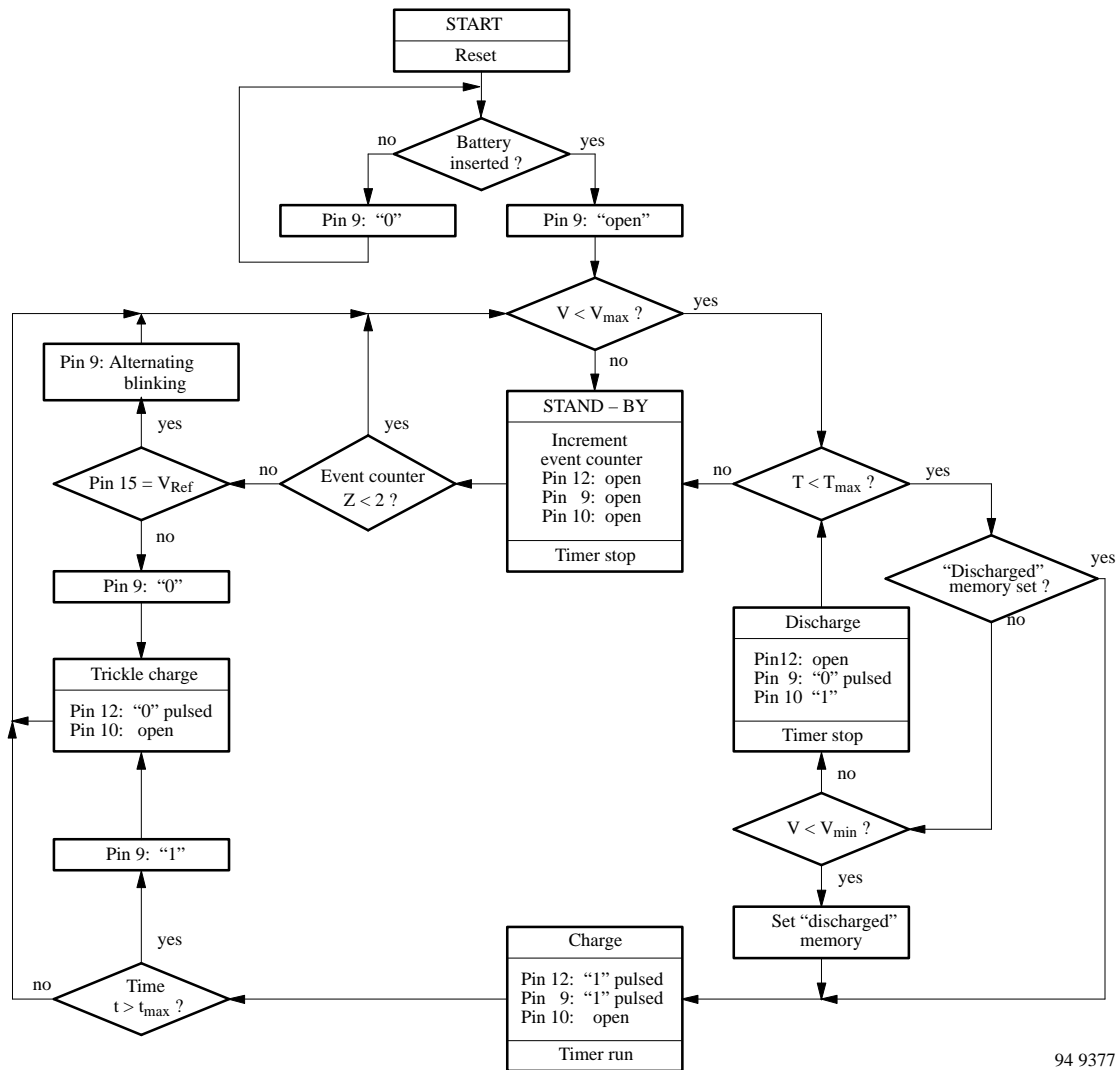 START
Reset
no
Battery
inserted ?
yes
Pin 9: “0”
Pin 9: “open”
V < Vmax ?
yes
no
Pin 9: Alternating
blinking
yes
STAND – BY
Increment
event counter
Pin 12: open
Pin 9: open
Pin 10: open
Timer stop
yes
Event counter
Z < 2 ?
no
Pin 15 = VRef
no
no
T < Tmax ?
yes
“Discharged”
memory set ?
yes
no
Pin 9: “0”
Discharge
Pin12: open
Pin 9: “0” pulsed
Pin 10 “1”
Timer stop
Trickle charge
Pin 12: “0” pulsed
Pin 10: open
no
V < Vmin ?
yes
Pin 9: “1”
Set “discharged”
memory
yes
no
Time
t > tmax ?
Charge
Pin 12: “1” pulsed
Pin 9: “1” pulsed
Pin 10: open
Timer run
94 9377